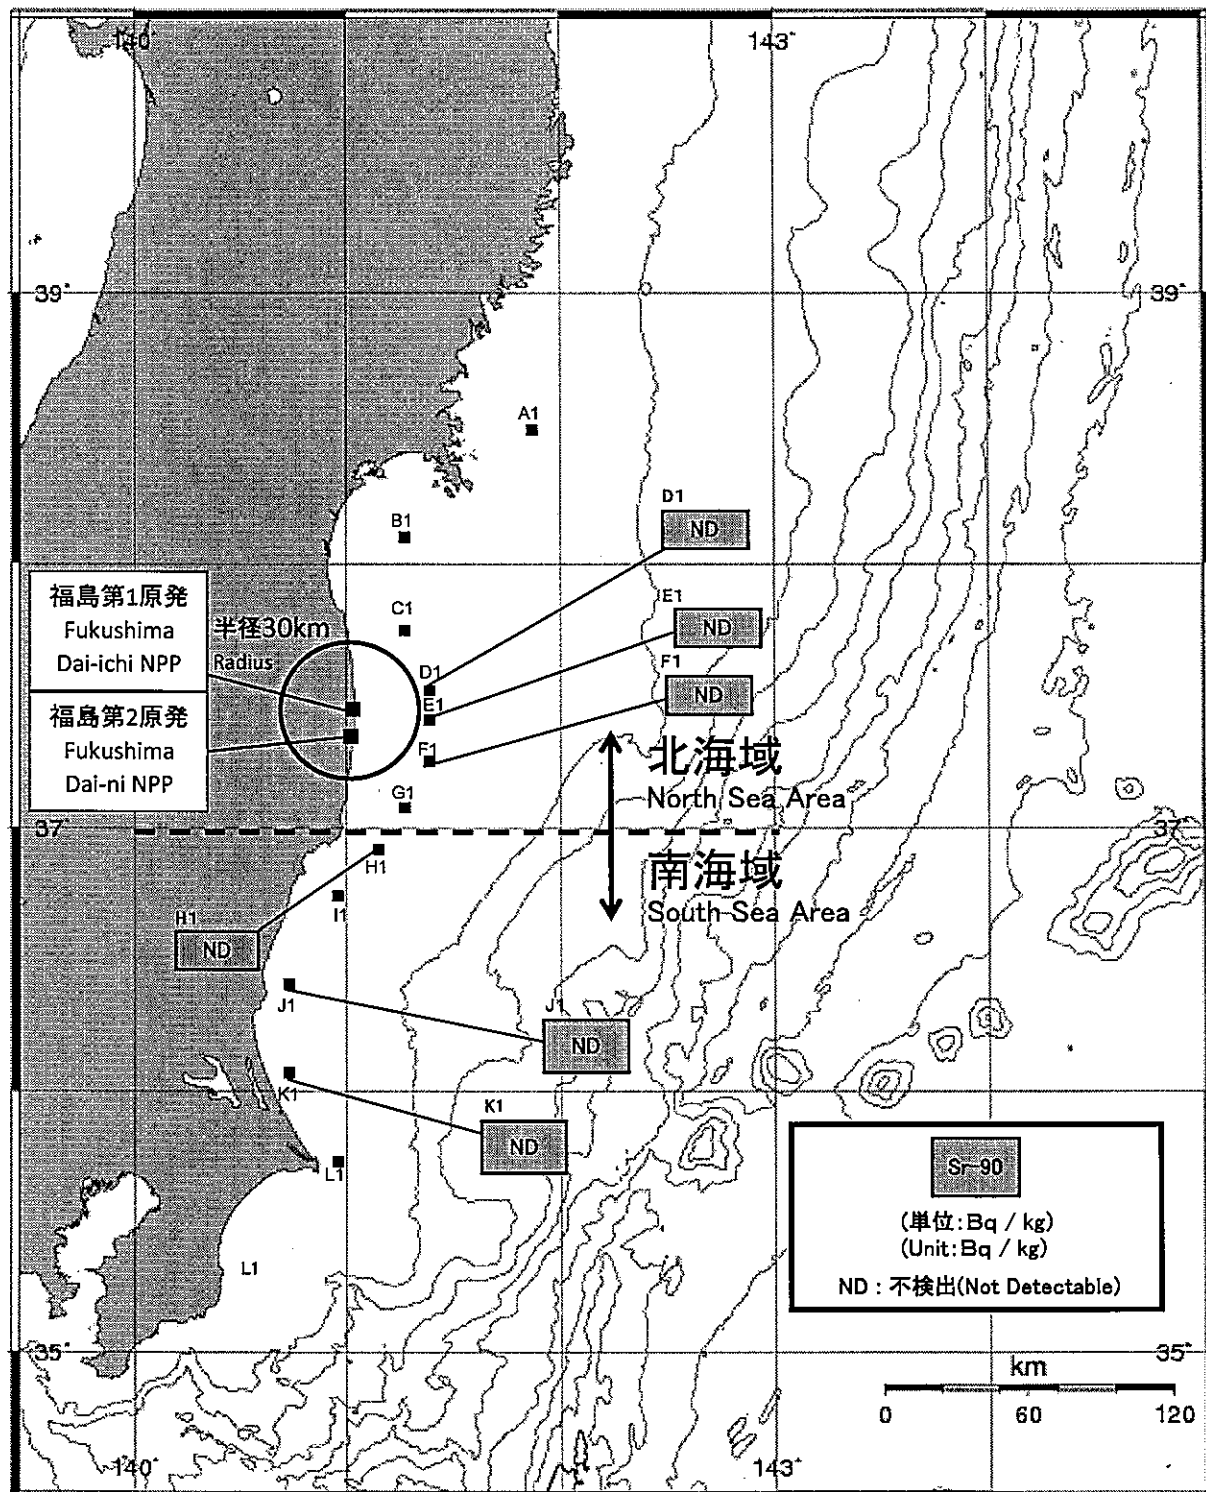 140°
143°
39°
39°
A1
D1
ND
B1
E1
ND
C1
F1
ND
福島第1原発
Fukushima
Dai-ichi NPP
半径30km
Radius
福島第2原発
Fukushima
Dai-ni NPP
D1
E1
F1
G1
北海域
North Sea Area
37°
37°
南海域
South Sea Area
H1
I1
H1
ND
J1
J1
ND
K1
K1
ND
L1
L1
Sr-90
(単位:Bq / kg)
(Unit:Bq / kg)
ND : 不検出(Not Detectable)
35°
35°
km
0 60 120
140°
143°